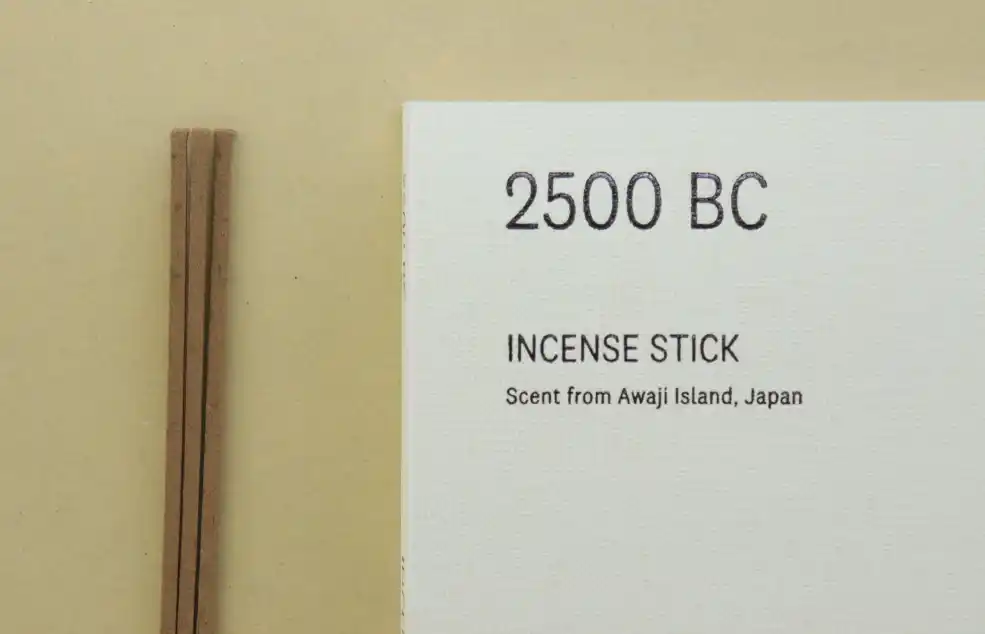 2500 BC
INCENSE STICK
Scent from Awaji Island, Japan